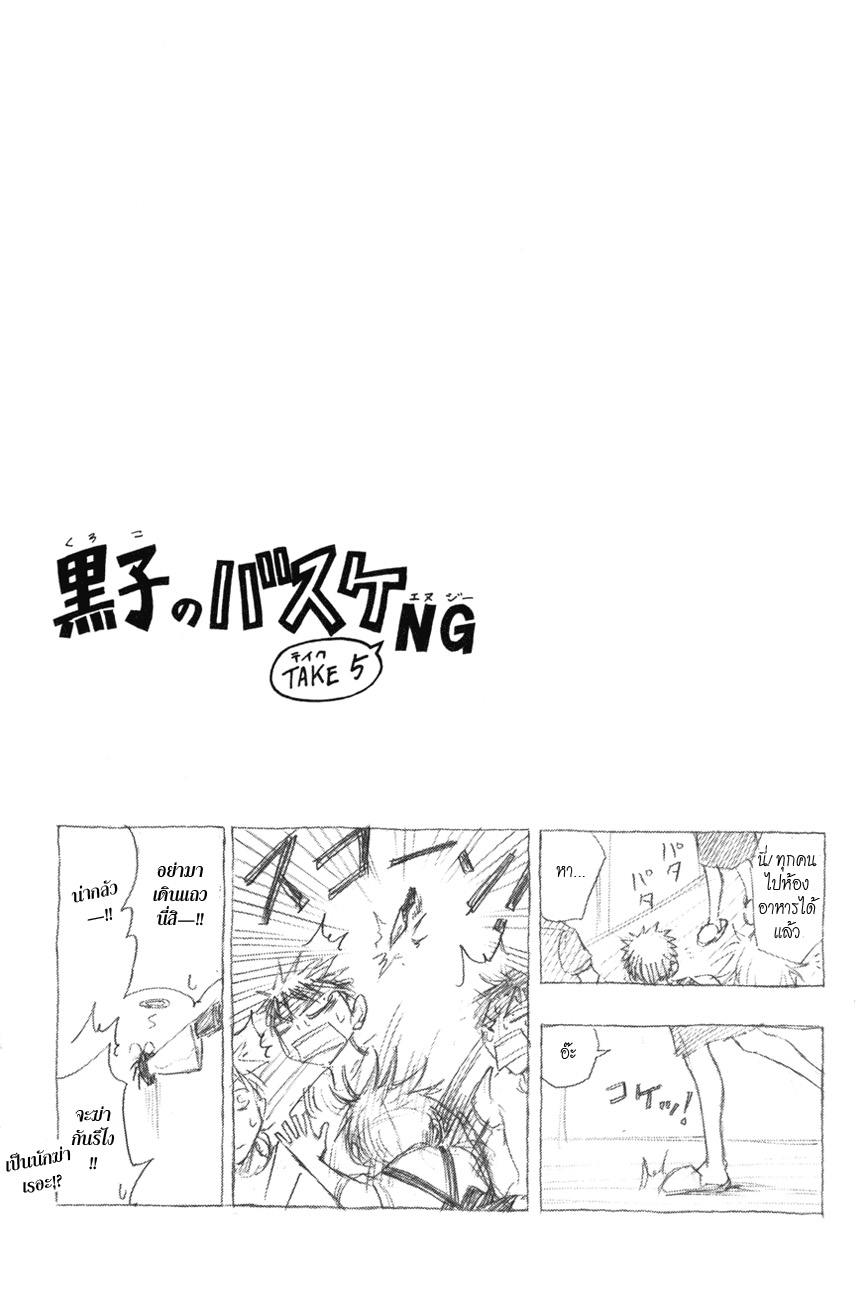 くろこ
黒子のバスケ
エヌジー
NG
テイク
TAKE 5
นี่/ ทุกคน
ไปห้อง
อาหารได้
แล้ว
パタ
パタ
หา...
อ๊ะ
コケッ!
อย่ามา
เดินแถว
นี่สิ—!!
น่ากลัว
—!!
จะฆ่า
กันรึไง
!!
เป็นนักฆ่า
เรอะ!?